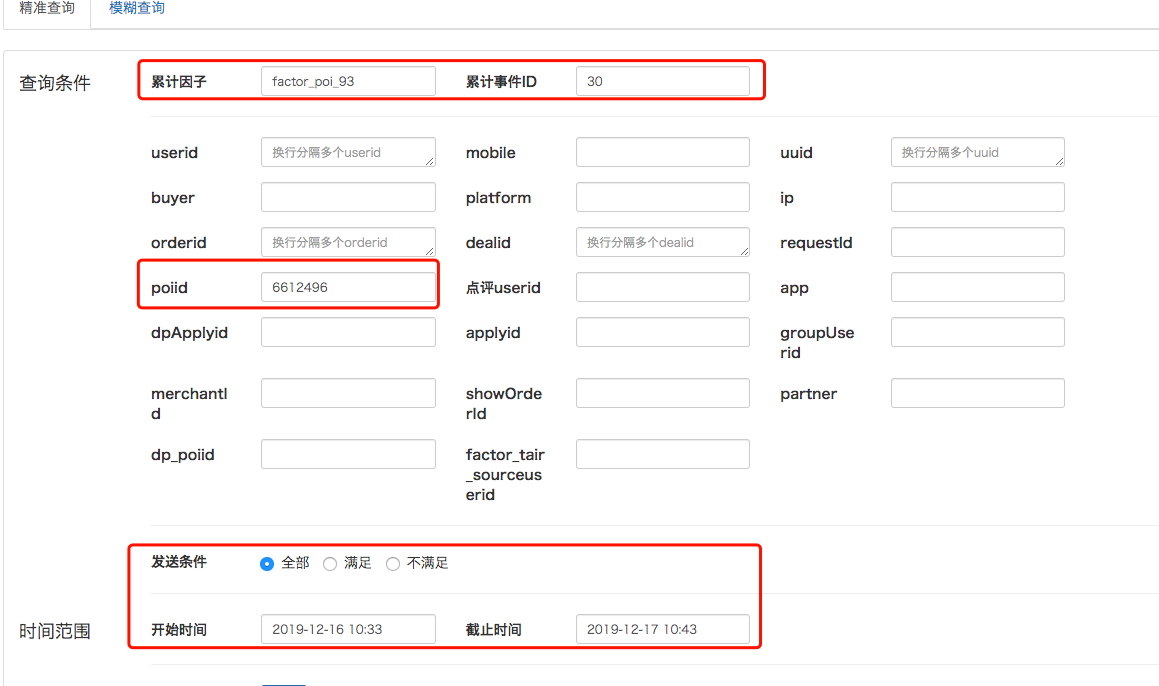 精准查询 模糊查询
查询条件 累计因子 factor_poi_93 累计事件ID 30
userid 换行分隔多个userid mobile uuid 换行分隔多个uuid
buyer platform ip
orderid 换行分隔多个orderid dealid 换行分隔多个dealid requestId
poiid 6612496 点评userid app
dpApplyid applyid groupUse
rid
merchantI showOrde partner
d rId
dp_poiid factor_tair
_sourceus
erid
发送条件 全部 满足 不满足
时间范围 开始时间 2019-12-16 10:33 截止时间 2019-12-17 10:43